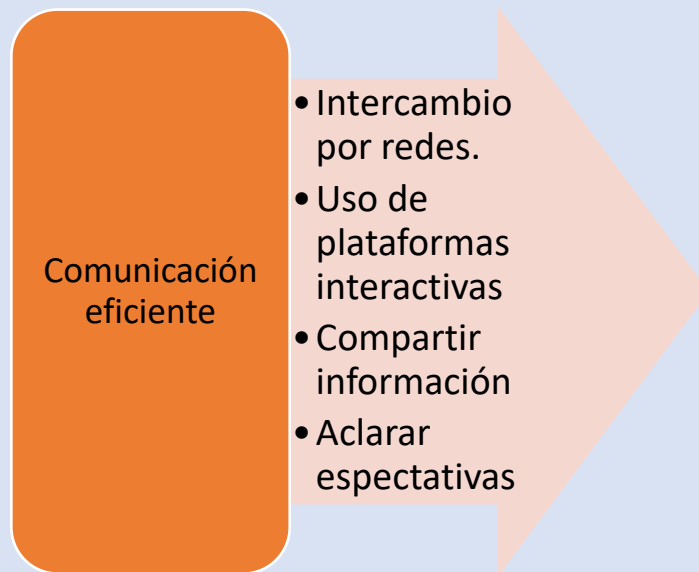 Comunicación
eficiente
• Intercambio
por redes.
• Uso de
plataformas
interactivas
• Compartir
información
• Aclarar
espectativas